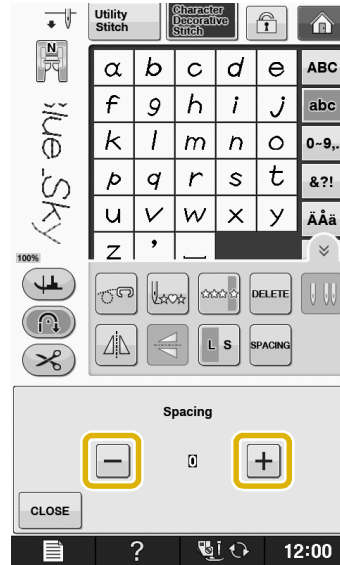 Utility
Stitch
Character
Decorative
Stitch
N
a b c d e ABC
f g h i j abc
k l m n o 0~9,.
p q r s t &?!
u v w x y ÄÅä
z ’ _
lue Sky
100%
DELETE
L S SPACING
Spacing
− 0 +
CLOSE
? 12:00